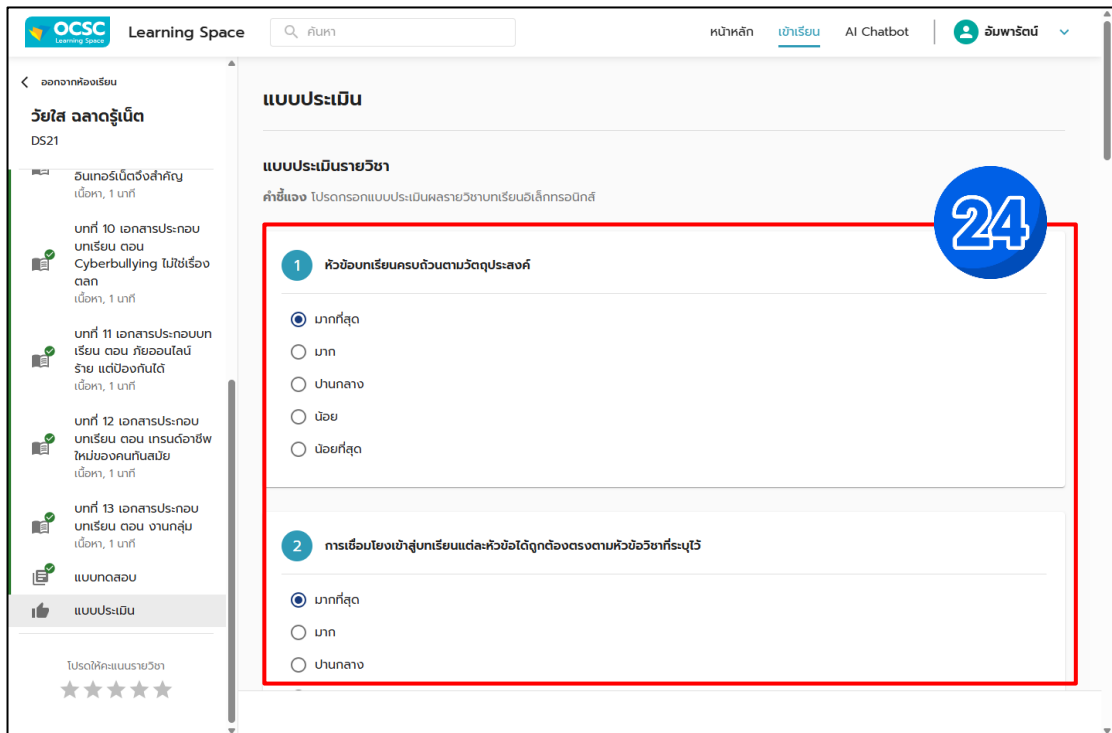 OCSC
Learning Space
Learning Space
ค้นหา
หน้าหลัก
เข้าเรียน
AI Chatbot
อัมพารัตน์
ออกจากห้องเรียน
วัยใส ฉลาดรู้เน็ต
DS21
อินเทอร์เน็ตจึงสำคัญ
เนื้อหา, 1 นาที
บทที่ 10 เอกสารประกอบ
บทเรียน ตอน
Cyberbullying ไม่ใช่เรื่อง
ตลก
เนื้อหา, 1 นาที
บทที่ 11 เอกสารประกอบบท
เรียน ตอน ภัยออนไลน์
ร้าย แต่ป้องกันได้
เนื้อหา, 1 นาที
บทที่ 12 เอกสารประกอบ
บทเรียน ตอน เทรนด์อาชีพ
ใหม่ของคนทันสมัย
เนื้อหา, 1 นาที
บทที่ 13 เอกสารประกอบ
บทเรียน ตอน งานกลุ่ม
เนื้อหา, 1 นาที
แบบทดสอบ
แบบประเมิน
โปรดให้คะแนนรายวิชา
แบบประเมิน
แบบประเมินรายวิชา
คำชี้แจง โปรดกรอกแบบประเมินผลรายวิชาบทเรียนอิเล็กทรอนิกส์
24
1 หัวข้อบทเรียนครบถ้วนตามวัตถุประสงค์
มากที่สุด
มาก
ปานกลาง
น้อย
น้อยที่สุด
2 การเชื่อมโยงเข้าสู่บทเรียนแต่ละหัวข้อได้ถูกต้องตรงตามหัวข้อวิชาที่ระบุไว้
มากที่สุด
มาก
ปานกลาง